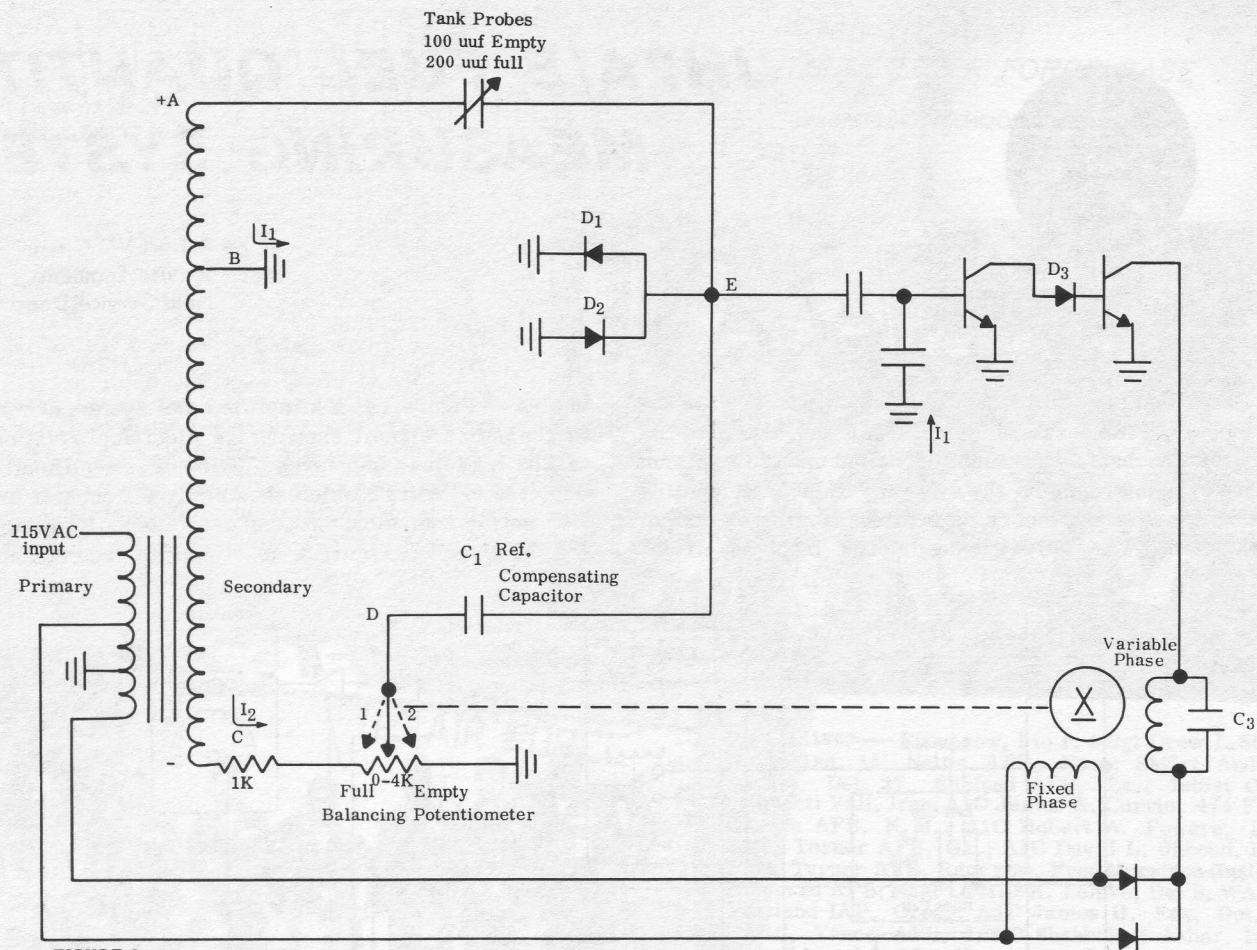 Tank Probes
100 uuf Empty
200 uuf full
+A
I1
B
D1
D2
E
D3
I1
115VAC
input
Primary
Secondary
C1 Ref.
Compensating
Capacitor
D
Variable
Phase
X
C3
I2
C
1
2
-
1K
0-4K
Full Empty
Balancing Potentiometer
Fixed
Phase